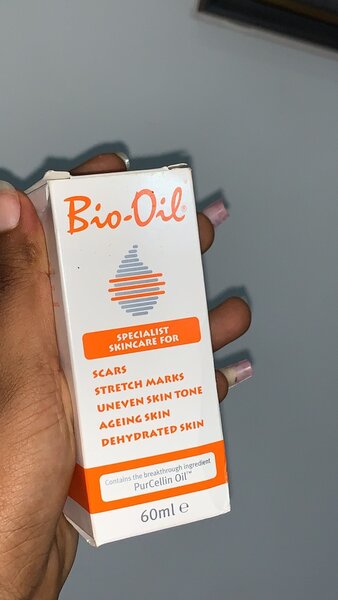 Bio-Oil®
SPECIALIST
SKINCARE FOR
SCARS
STRETCH MARKS
UNEVEN SKIN TONE
AGEING SKIN
DEHYDRATED SKIN
Contains the breakthrough ingredient
PurCellin Oil™
60ml e